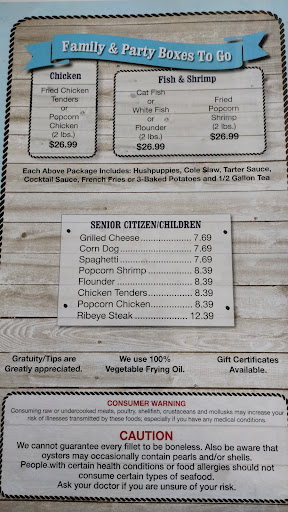 Family & Party Boxes To Go
Chicken
Fried Chicken
Tenders
or
Popcorn
Chicken
(2 lbs.)
$26.99
Fish & Shrimp
Cat Fish
or
White Fish
or
Flounder
(2 lbs.)
$26.99
Fried
Popcorn
Shrimp
(2 lbs.)
$26.99
Each Above Package Includes: Hushpuppies, Cole Slaw, Tarter Sauce,
Cocktail Sauce, French Fries or 3-Baked Potatoes and 1/2 Gallon Tea
SENIOR CITIZEN/CHILDREN
Grilled Cheese................... 7.69
Corn Dog......................... 7.69
Spaghetti......................... 7.69
Popcorn Shrimp............... 8.39
Flounder.......................... 8.39
Chicken Tenders.............. 8.39
Popcorn Chicken.............. 8.39
Ribeye Steak.................. 12.39
Gratuity/Tips are
Greatly appreciated.
We use 100%
Vegetable Frying Oil.
Gift Certificates
Available.
CONSUMER WARNING
Consuming raw or undercooked meats, poultry, shellfish, crustaceans and mollusks may increase your
risk of illnesses transmitted by these foods; especially if you have any medical conditions.
CAUTION
We cannot guarantee every fillet to be boneless. Also be aware that
oysters may occasionally contain pearls and/or shells.
People with certain health conditions or food allergies should not
consume certain types of seafood.
Ask your doctor if you are unsure of your risk.